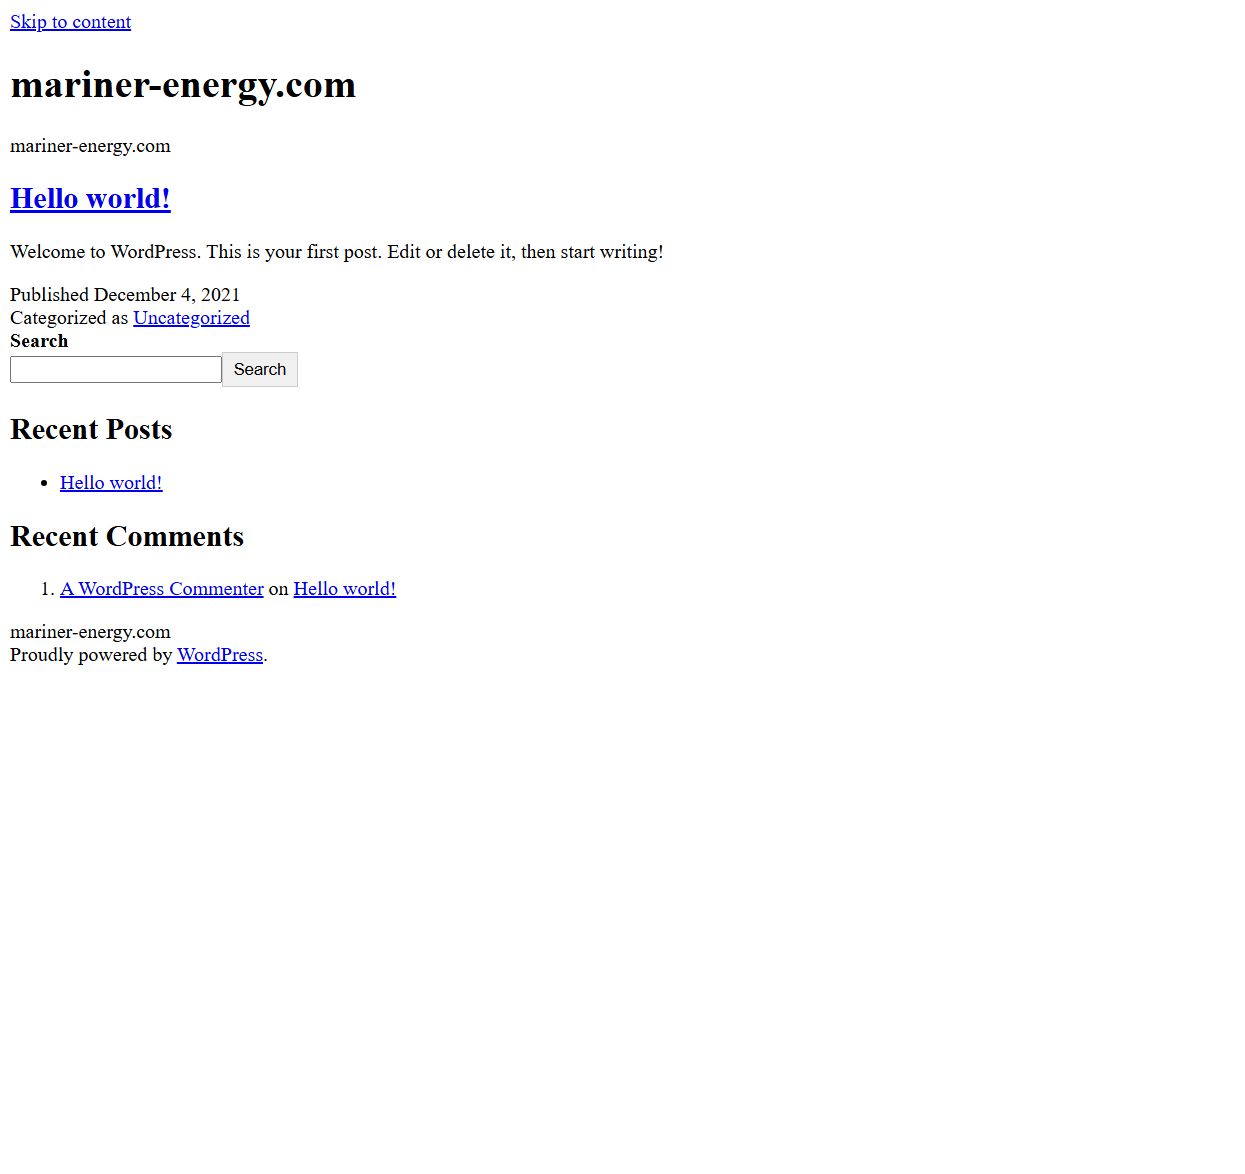 Skip to content
mariner-energy.com
mariner-energy.com
Hello world!
Welcome to WordPress. This is your first post. Edit or delete it, then start writing!
Published December 4, 2021
Categorized as Uncategorized
Search
Search
Recent Posts
Hello world!
Recent Comments
1. A WordPress Commenter on Hello world!
mariner-energy.com
Proudly powered by WordPress.